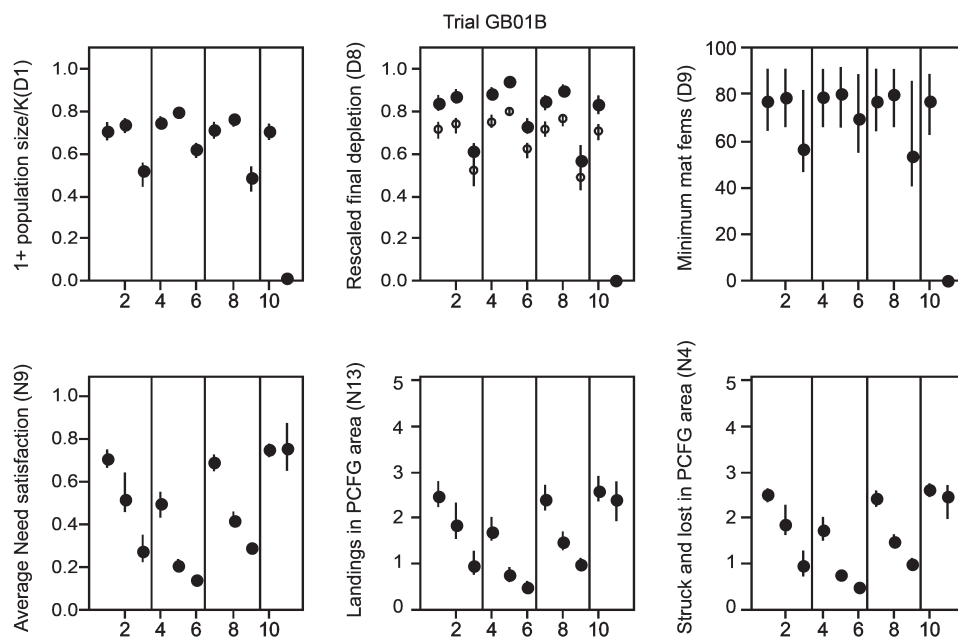 Trial GB01B
1+ population size/K(D1)
1.0
0.8
0.6
0.4
0.2
0.0
2 4 6 8 10
Rescaled final depletion (D8)
1.0
0.8
0.6
0.4
0.2
0.0
2 4 6 8 10
Minimum mat fems (D9)
100
80
60
40
20
0
2 4 6 8 10
Average Need satisfaction (N9)
1.0
0.8
0.6
0.4
0.2
0.0
2 4 6 8 10
Landings in PCFG area (N13)
5
4
3
2
1
0
2 4 6 8 10
Struck and lost in PCFG area (N4)
5
4
3
2
1
0
2 4 6 8 10